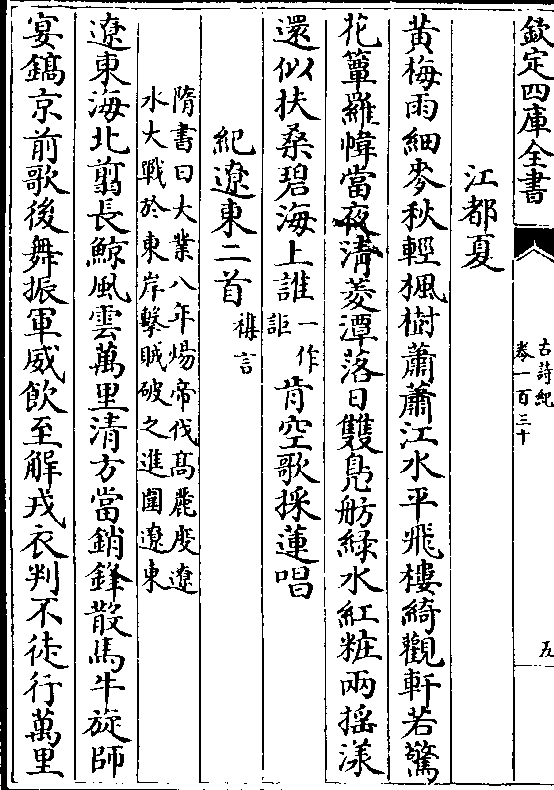 欽定四庫全書
古詩紀
卷一百三十
五
江都夏
黄梅雨細麥秋輕楓樹蕭蕭江水平飛樓綺觀軒若驚
花簟羅幃當夜清菱潭落日雙鳧舫緑水紅粧兩揺漾
還似扶桑碧海上誰一作詎肯空歌採蓮唱
紀遼東二首稱言
隋書曰大業八年煬帝伐髙麗度遼
水大戰於東岸擊賊破之進圍遼東
遼東海北翦長鯨風雲萬里清方當銷鋒散馬牛旋師
宴鎬京前歌後舞振軍威飲至解戎衣判不徒行萬里